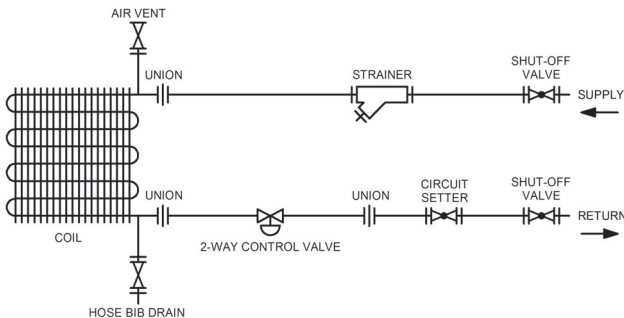 AIR VENT
UNION
STRAINER
SHUT-OFF
VALVE
SUPPLY
UNION
2-WAY CONTROL VALVE
UNION
CIRCUIT
SETTER
SHUT-OFF
VALVE
RETURN
COIL
HOSE BIB DRAIN